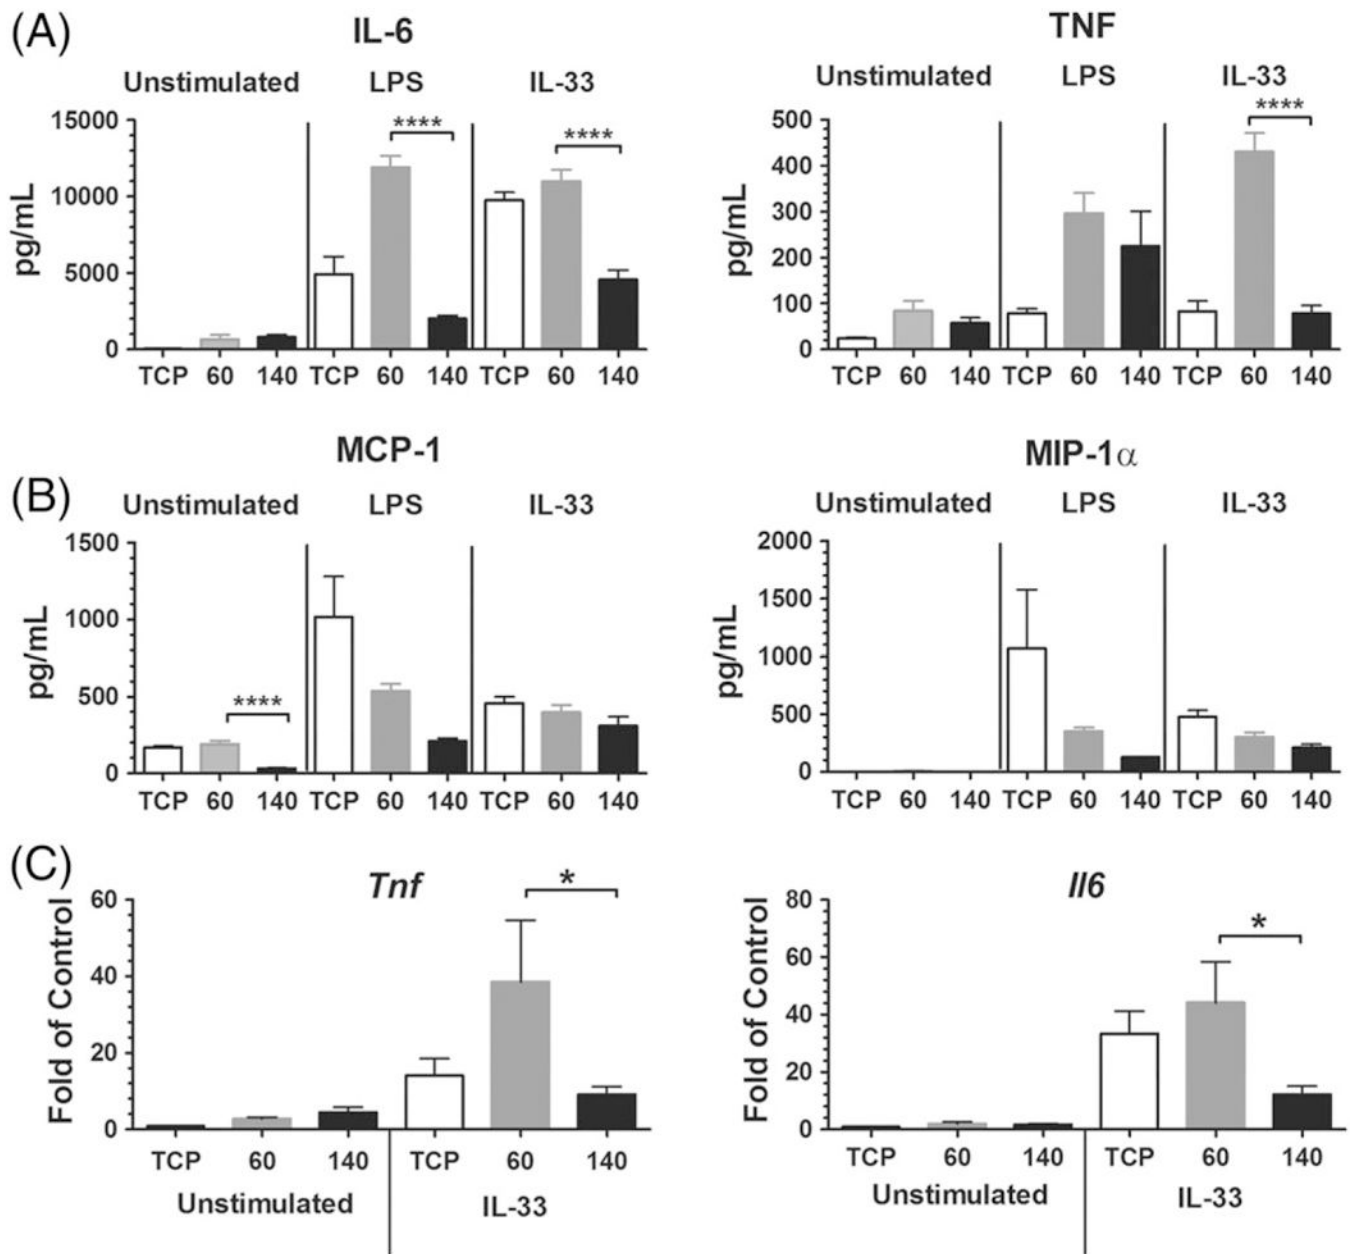 (A)
IL-6
Unstimulated LPS IL-33
pg/mL
15000
10000
5000
0
**** ****
TCP 60 140 TCP 60 140 TCP 60 140
TNF
Unstimulated LPS IL-33
pg/mL
500
400
300
200
100
0
****
TCP 60 140 TCP 60 140 TCP 60 140
(B)
MCP-1
Unstimulated LPS IL-33
pg/mL
1500
1000
500
0
****
TCP 60 140 TCP 60 140 TCP 60 140
MIP-1α
Unstimulated LPS IL-33
pg/mL
2000
1500
1000
500
0
TCP 60 140 TCP 60 140 TCP 60 140
(C)
Tnf
Fold of Control
60
40
20
0
*
TCP 60 140 TCP 60 140
Unstimulated IL-33
Il6
Fold of Control
80
60
40
20
0
*
TCP 60 140 TCP 60 140
Unstimulated IL-33